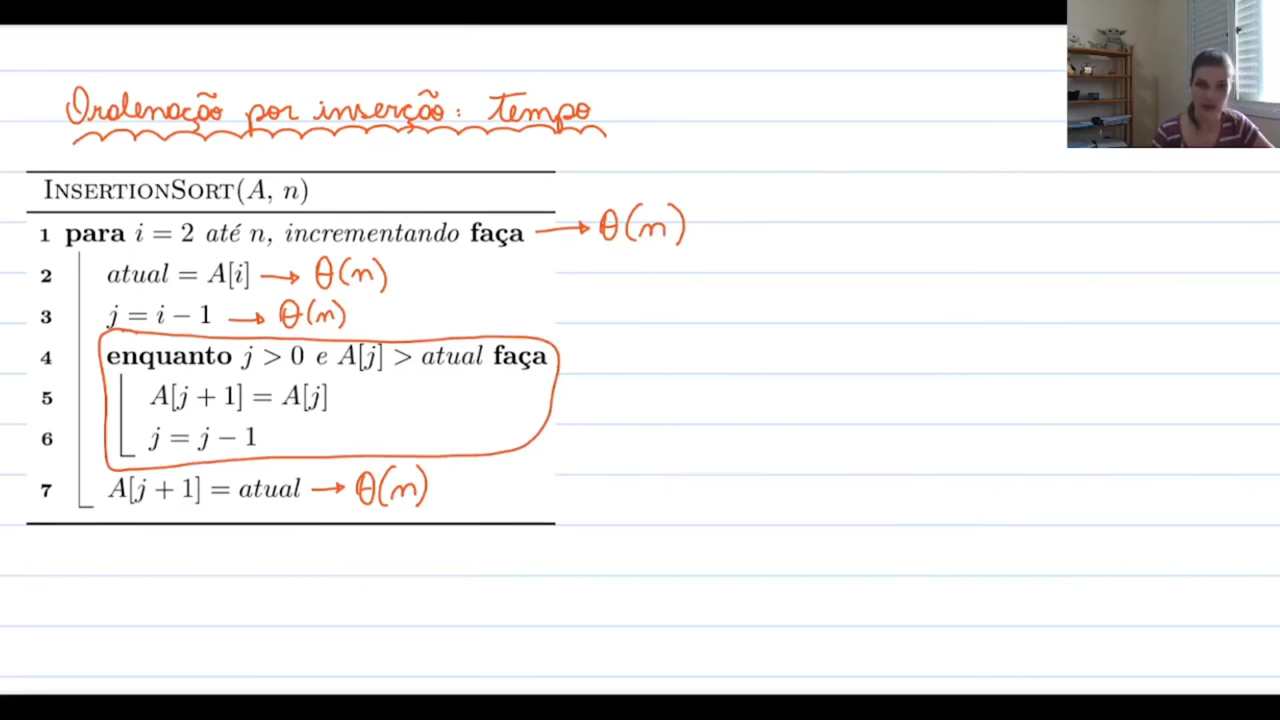 Ordenação por inserção: tempo
INSERTIONSORT(A, n)
1 para i = 2 até n, incrementando faça → Θ(n)
2 atual = A[i] → Θ(n)
3 j = i − 1 → Θ(n)
4 enquanto j > 0 e A[j] > atual faça
5 A[j + 1] = A[j]
6 j = j − 1
7 A[j + 1] = atual → Θ(n)